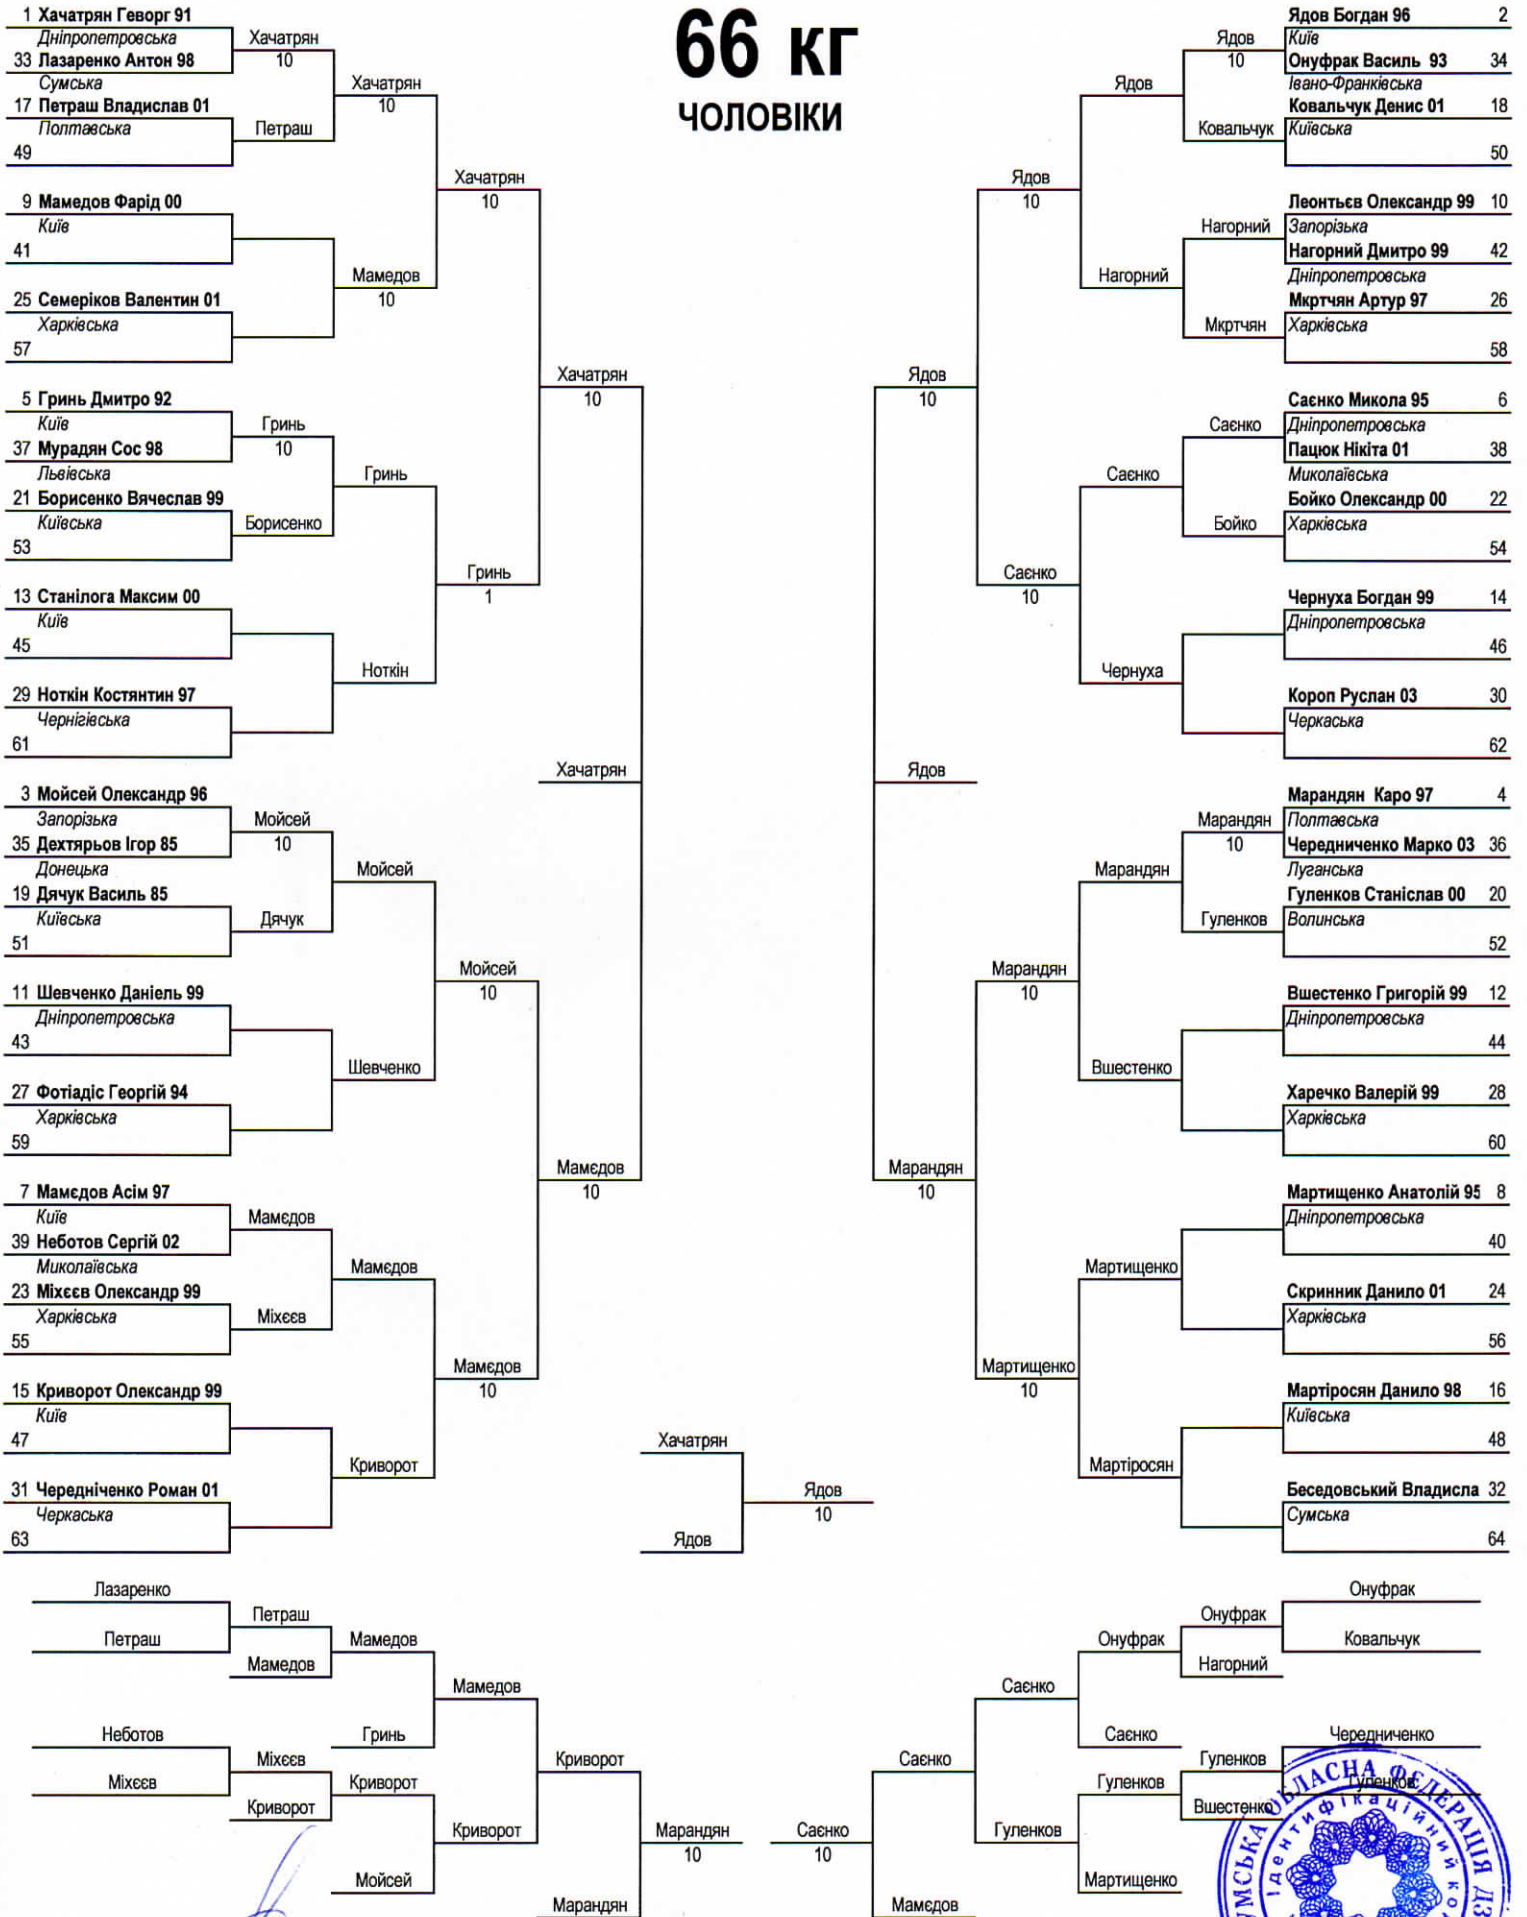 66 кг
ЧОЛОВІКИ
1 Хачатрян Геворг 91
Дніпропетровська
33 Лазаренко Антон 98
Сумська
17 Петраш Владислав 01
Полтавська
49
9 Мамедов Фарід 00
Київ
41
25 Семеріков Валентин 01
Харківська
57
5 Гринь Дмитро 92
Київ
37 Мурадян Сос 98
Львівська
21 Борисенко Вячеслав 99
Київська
53
13 Станілога Максим 00
Київ
45
29 Ноткін Костянтин 97
Чернігівська
61
3 Мойсей Олександр 96
Запорізька
35 Дехтярьов Ігор 85
Донецька
19 Дячук Василь 85
Київська
51
11 Шевченко Даніель 99
Дніпропетровська
43
27 Фотіадіс Георгій 94
Харківська
59
7 Мамєдов Асім 97
Київ
39 Неботов Сергій 02
Миколаївська
23 Міхєєв Олександр 99
Харківська
55
15 Криворот Олександр 99
Київ
47
31 Чередніченко Роман 01
Черкаська
63
Хачатрян
10
Петраш
Гринь
10
Борисенко
Мойсей
10
Дячук
Мамєдов
Міхєєв
Хачатрян
10
Мамедов
10
Гринь
Ноткін
Мойсей
Шевченко
Мамєдов
Криворот
Хачатрян
10
Гринь
1
Мойсей
10
Мамєдов
10
Хачатрян
10
Хачатрян
Мамєдов
10
Хачатрян
Ядов
Ядов
10
Ядов
10
Ядов
Марандян
10
Ядов
10
Саєнко
10
Марандян
10
Мартищенко
10
Ядов
Нагорний
Саєнко
Чернуха
Марандян
Вшестенко
Мартищенко
Мартіросян
Ядов
10
Ковальчук
Нагорний
Мкртчян
Саєнко
Бойко
Марандян
10
Гуленков
Ядов Богдан 96 2
Київ
Онуфрак Василь 93 34
Івано-Франківська
Ковальчук Денис 01 18
Київська
50
Леонтьєв Олександр 99 10
Запорізька
Нагорний Дмитро 99 42
Дніпропетровська
Мкртчян Артур 97 26
Харківська
58
Саєнко Микола 95 6
Дніпропетровська
Пацюк Нікіта 01 38
Миколаївська
Бойко Олександр 00 22
Харківська
54
Чернуха Богдан 99 14
Дніпропетровська
46
Короп Руслан 03 30
Черкаська
62
Марандян Каро 97 4
Полтавська
Чередниченко Марко 03 36
Луганська
Гуленков Станіслав 00 20
Волинська
52
Вшестенко Григорій 99 12
Дніпропетровська
44
Харечко Валерій 99 28
Харківська
60
Мартищенко Анатолій 95 8
Дніпропетровська
40
Скринник Данило 01 24
Харківська
56
Мартіросян Данило 98 16
Київська
48
Беседовський Владисла 32
Сумська
64
Лазаренко
Петраш
Неботов
Міхєєв
Петраш
Мамедов
Міхєєв
Криворот
Мамедов
Гринь
Криворот
Мойсей
Мамедов
Криворот
Криворот
Марандян
Марандян
10
Саєнко
10
Саєнко
Мамєдов
Саєнко
Гуленков
Онуфрак
Саєнко
Гуленков
Мартищенко
Онуфрак
Нагорний
Гуленков
Вшестенко
Онуфрак
Ковальчук
Чередниченко
Гуленков
ОБЛАСНА ФЕДЕРАЦІЯ
Ідентифікаційний